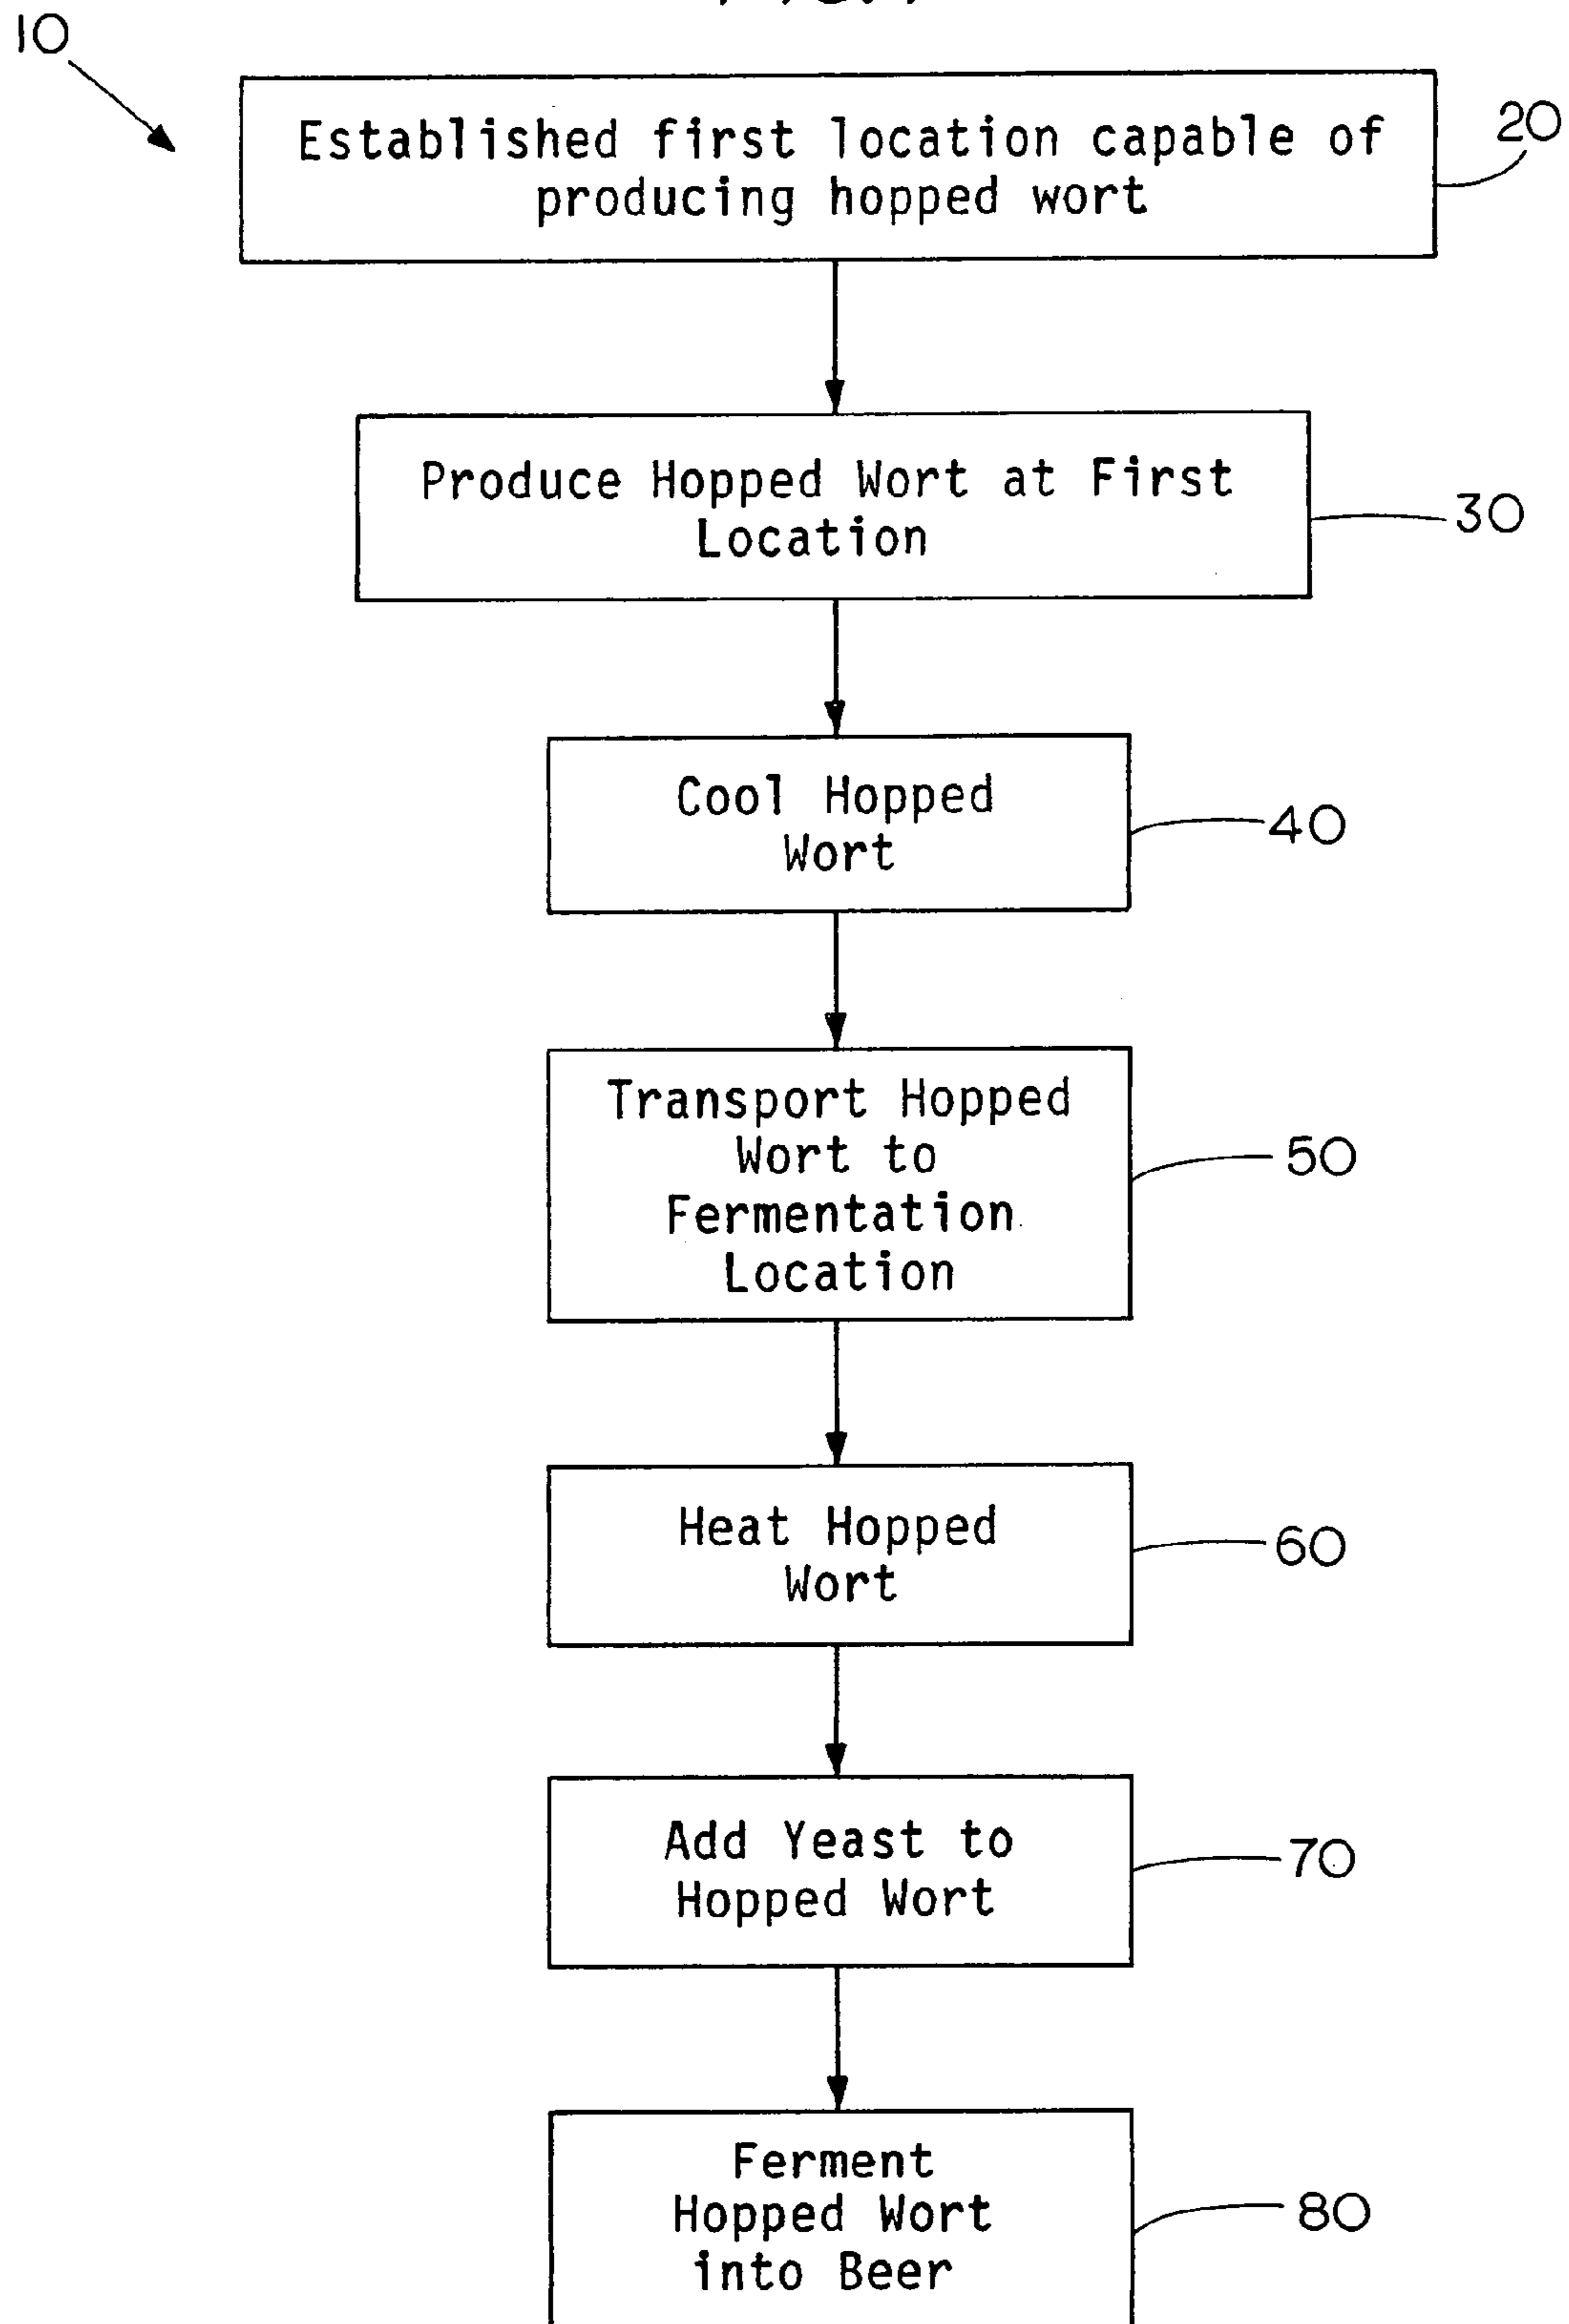 10
Established first location capable of
producing hopped wort
20
Produce Hopped Wort at First
Location
30
Cool Hopped
Wort
40
Transport Hopped
Wort to
Fermentation
Location
50
Heat Hopped
Wort
60
Add Yeast to
Hopped Wort
70
Ferment
Hopped Wort
into Beer
80